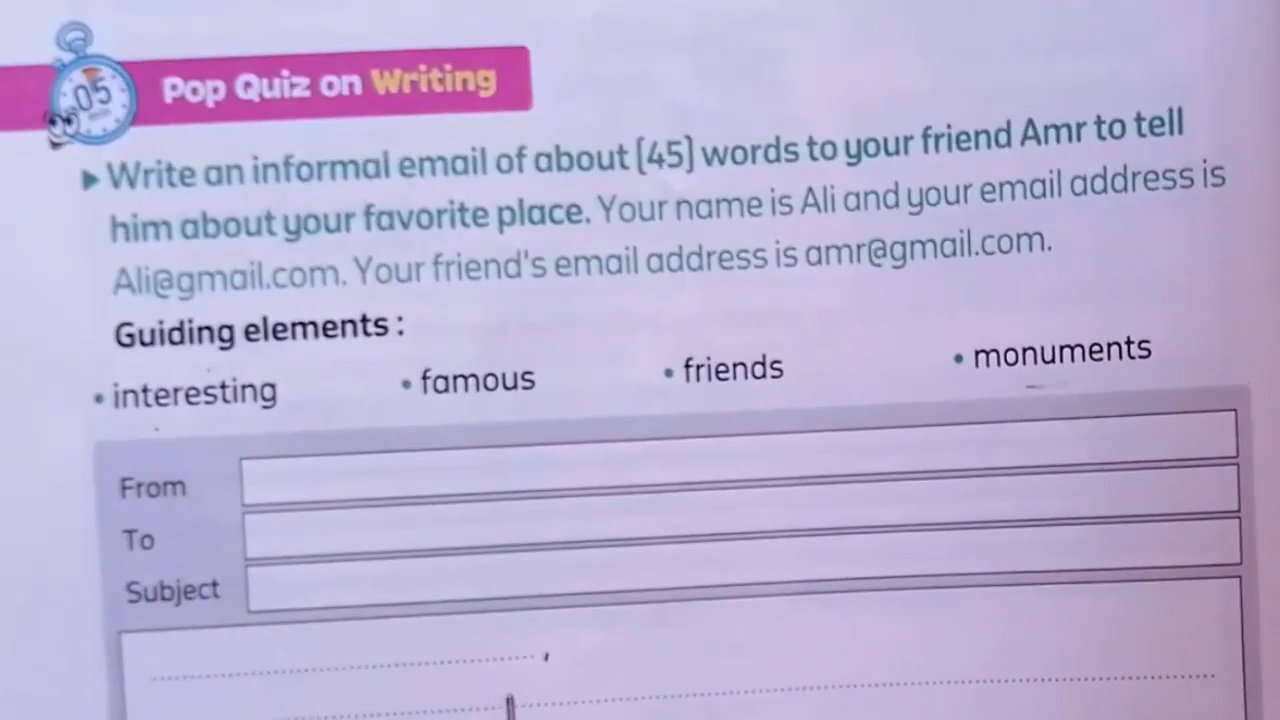 05
Pop Quiz on Writing
Write an informal email of about (45) words to your friend Amr to tell
him about your favorite place. Your name is Ali and your email address is
Ali@gmail.com. Your friend's email address is amr@gmail.com.
Guiding elements :
• interesting • famous • friends • monuments
From
To
Subject
,